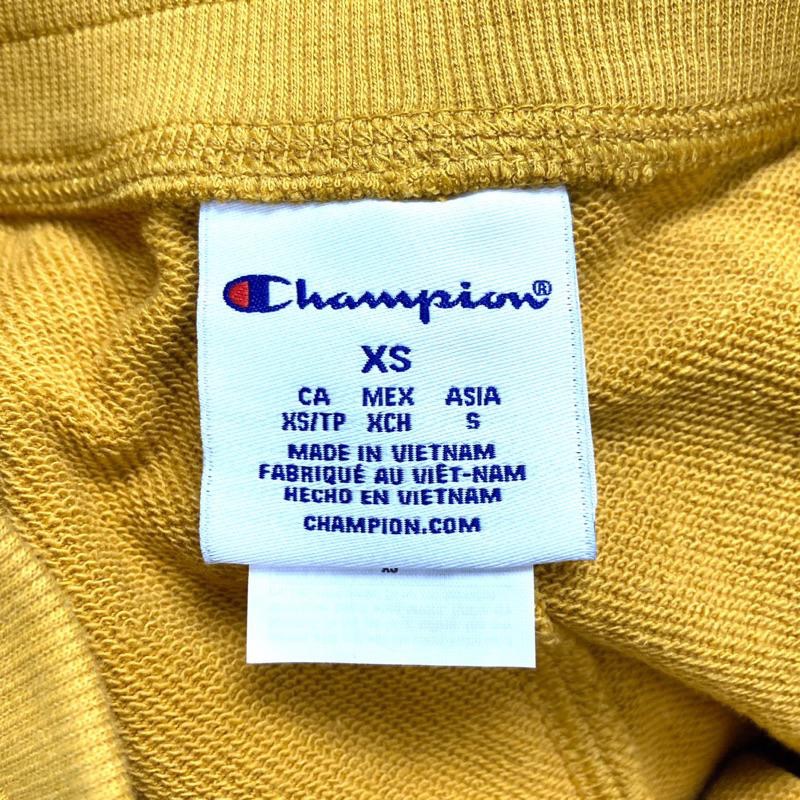 Champion®
XS
CA MEX ASIA
XS/TP XCH S
MADE IN VIETNAM
FABRIQUÉ AU VIÊT-NAM
HECHO EN VIETNAM
CHAMPION.COM